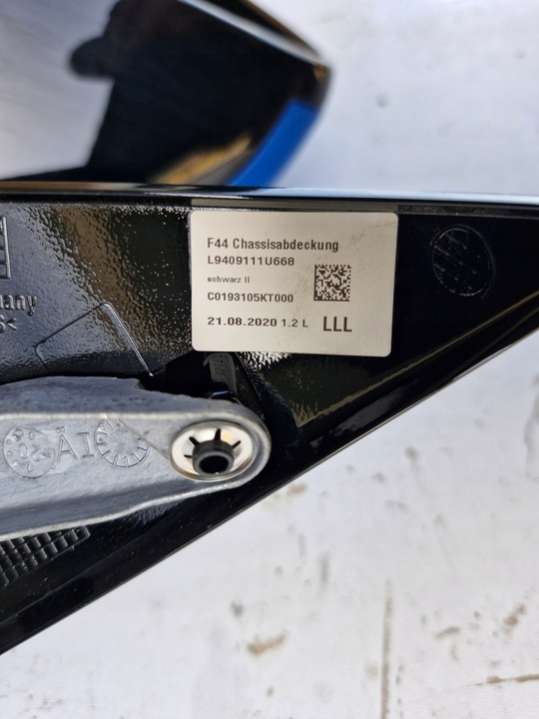 F44 Chassisabdeckung
L9409111U668
schwarz II
C0193105KT000
21.08.2020 1.2 L LLL